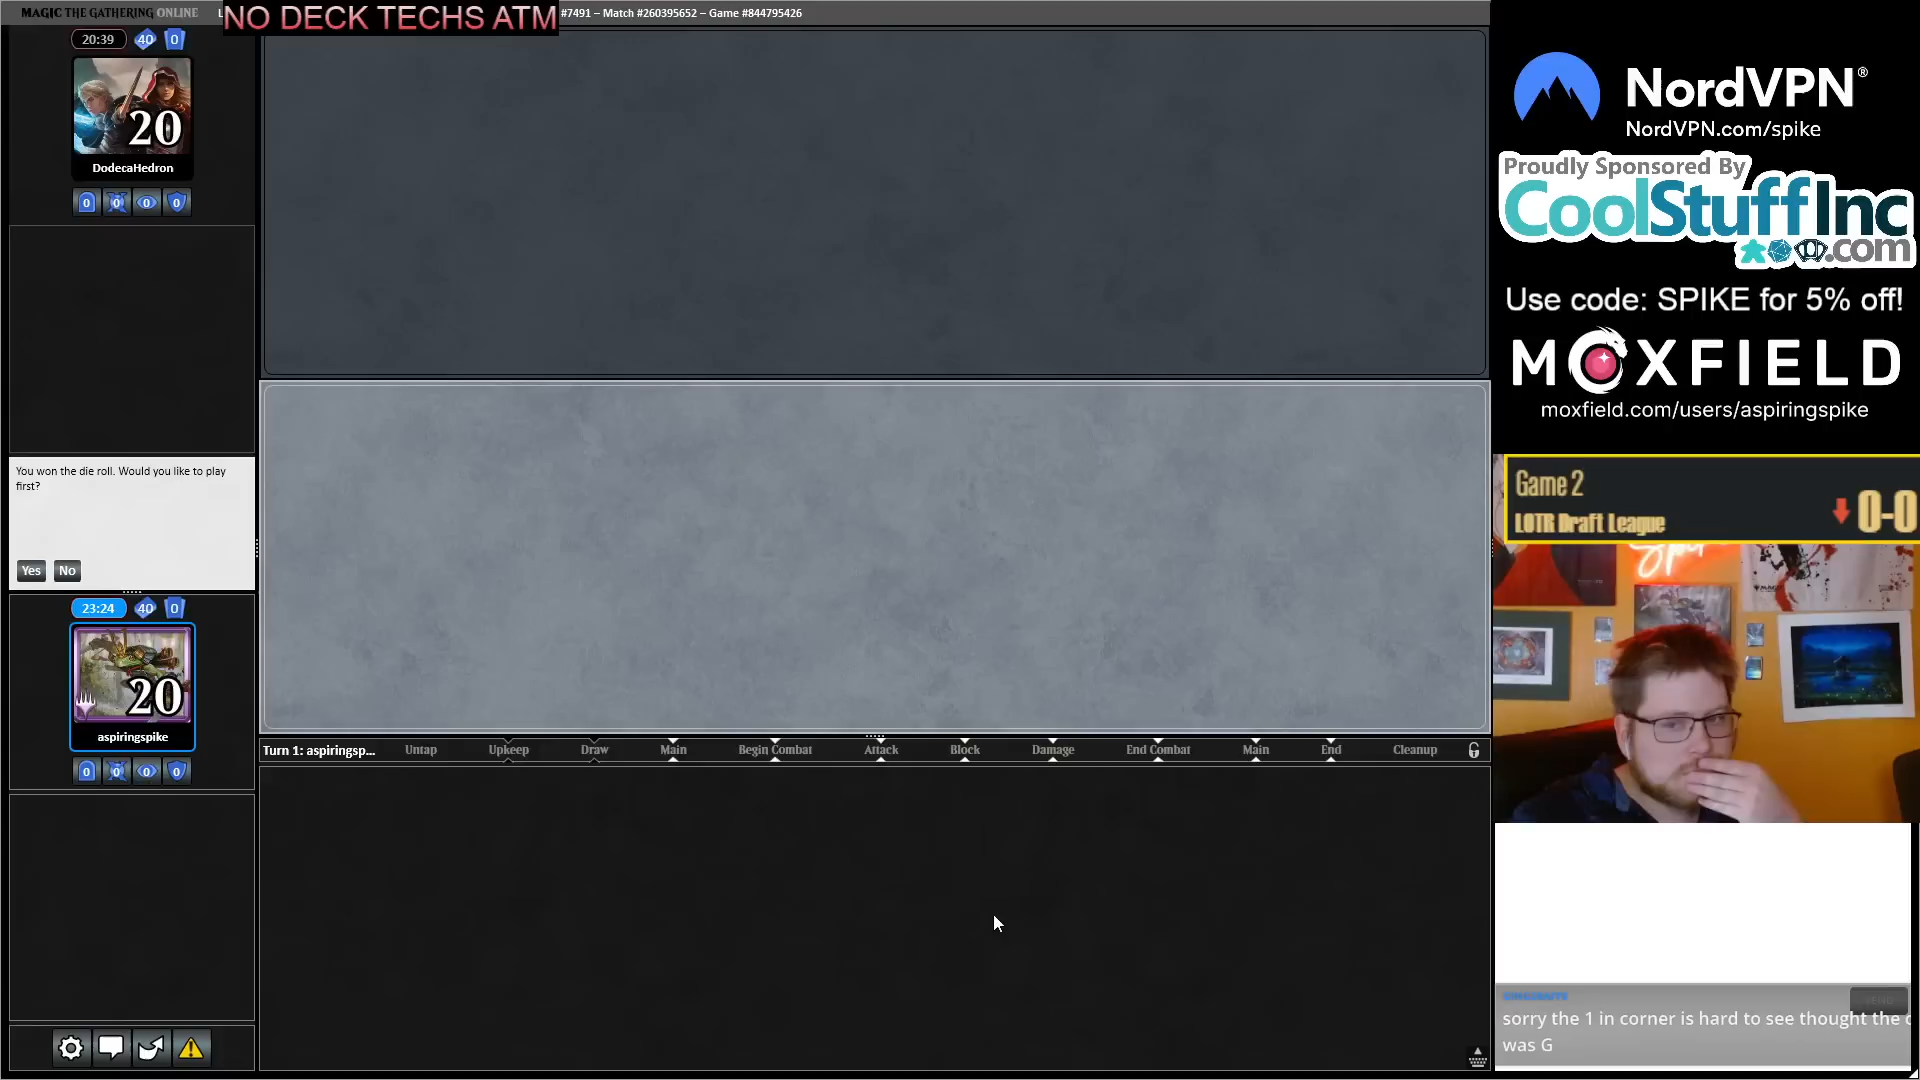 MAGIC THE GATHERING ONLINE
L
NO DECK TECHS ATM
#7491 – Match #260395652 – Game #844795426
20:39
40
0
20
DodecaHedron
0
0
0
0
You won the die roll. Would you like to play
first?
Yes
No
23:24
40
0
20
aspiringspike
0
0
0
0
Turn 1: aspiringsp...
Untap
Upkeep
Draw
Main
Begin Combat
Attack
Block
Damage
End Combat
Main
End
Cleanup
NordVPN®
NordVPN.com/spike
Proudly Sponsored By
CoolStuffInc
.com
Use code: SPIKE for 5% off!
MOXFIELD
moxfield.com/users/aspiringspike
Game 2
LOTR Draft League
0-0
SEND
sorry the 1 in corner is hard to see thought the c
was G